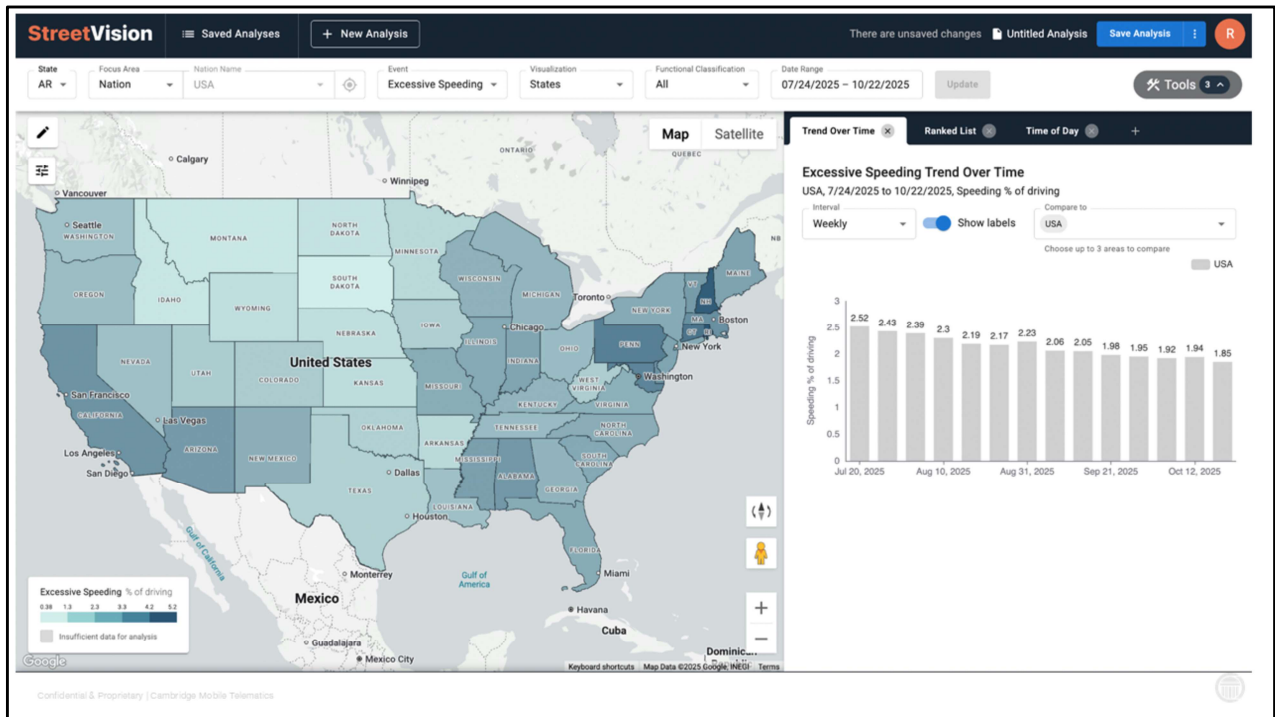 StreetVision
Saved Analyses
+ New Analysis
There are unsaved changes
Untitled Analysis
Save Analysis
R
State
AR
Focus Area
Nation
Nation Name
USA
Event
Excessive Speeding
Visualization
States
Functional Classification
All
Date Range
07/24/2025 – 10/22/2025
Update
Tools 3
Map
Satellite
ONTARIO
QUEBEC
NB
Calgary
Winnipeg
Vancouver
Seattle
WASHINGTON
MONTANA
NORTH
DAKOTA
MINNESOTA
OREGON
IDAHO
SOUTH
DAKOTA
WISCONSIN
MICHIGAN
Toronto
MAINE
VT
NH
WYOMING
NEW YORK
MA
Boston
CT
RI
IOWA
Chicago
NEBRASKA
ILLINOIS
INDIANA
OHIO
PENN
New York
NEVADA
UTAH
United States
COLORADO
KANSAS
MISSOURI
WEST
VIRGINIA
Washington
San Francisco
CALIFORNIA
Las Vegas
KENTUCKY
VIRGINIA
OKLAHOMA
ARKANSAS
TENNESSEE
NORTH
CAROLINA
Los Angeles
ARIZONA
NEW MEXICO
MISSISSIPPI
SOUTH
CAROLINA
San Diego
Dallas
ALABAMA
TEXAS
GEORGIA
LOUISIANA
Houston
FLORIDA
Gulf of California
Monterrey
Gulf of
America
Miami
Mexico
Havana
Cuba
Guadalajara
Mexico City
Dominican
Excessive Speeding % of driving
0.38 1.3 2.3 3.3 4.2 5.2
Insufficient data for analysis
Google
Keyboard shortcuts
Map Data ©2025 Google, INEGI
Terms
Trend Over Time
Ranked List
Time of Day
+
Excessive Speeding Trend Over Time
USA, 7/24/2025 to 10/22/2025, Speeding % of driving
Interval
Weekly
Show labels
Compare to
USA
Choose up to 3 areas to compare
USA
Speeding % of driving
3
2.5
2
1.5
1
0.5
0
2.52 2.43 2.39 2.3 2.19 2.17 2.23 2.06 2.05 1.98 1.95 1.92 1.94 1.85
Jul 20, 2025 Aug 10, 2025 Aug 31, 2025 Sep 21, 2025 Oct 12, 2025
Confidential & Proprietary | Cambridge Mobile Telematics